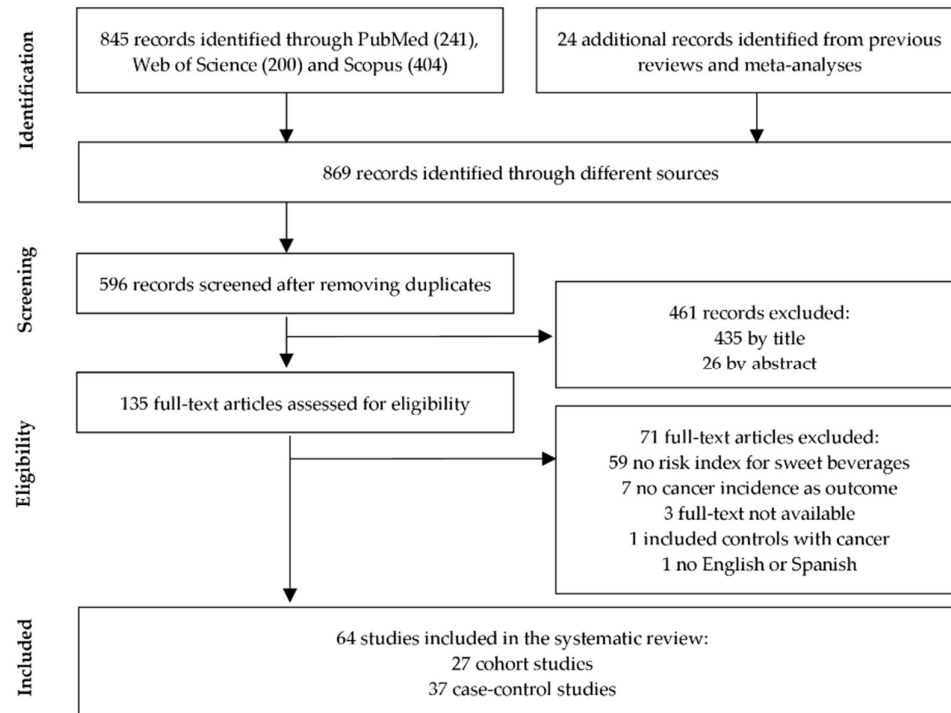 Identification
845 records identified through PubMed (241),
Web of Science (200) and Scopus (404)
24 additional records identified from previous
reviews and meta-analyses
869 records identified through different sources
Screening
596 records screened after removing duplicates
461 records excluded:
435 by title
26 by abstract
Eligibility
135 full-text articles assessed for eligibility
71 full-text articles excluded:
59 no risk index for sweet beverages
7 no cancer incidence as outcome
3 full-text not available
1 included controls with cancer
1 no English or Spanish
Included
64 studies included in the systematic review:
27 cohort studies
37 case-control studies